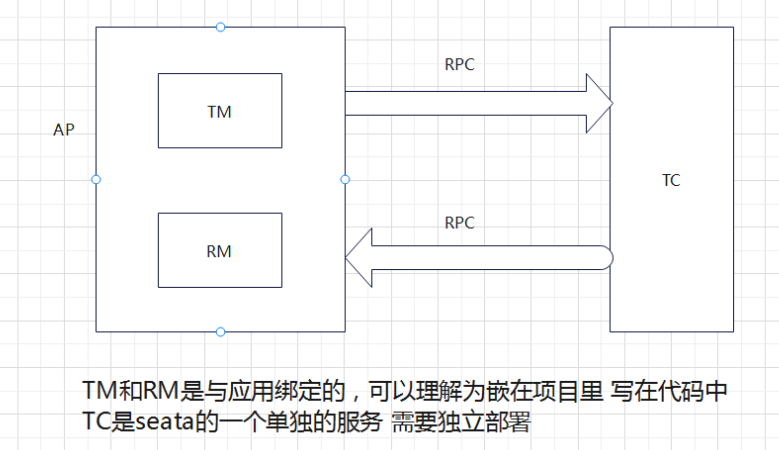 RPC
TM
AP
TC
RPC
RM
TM和RM是与应用绑定的，可以理解为嵌在项目里 写在代码中
TC是seata的一个单独的服务 需要独立部署